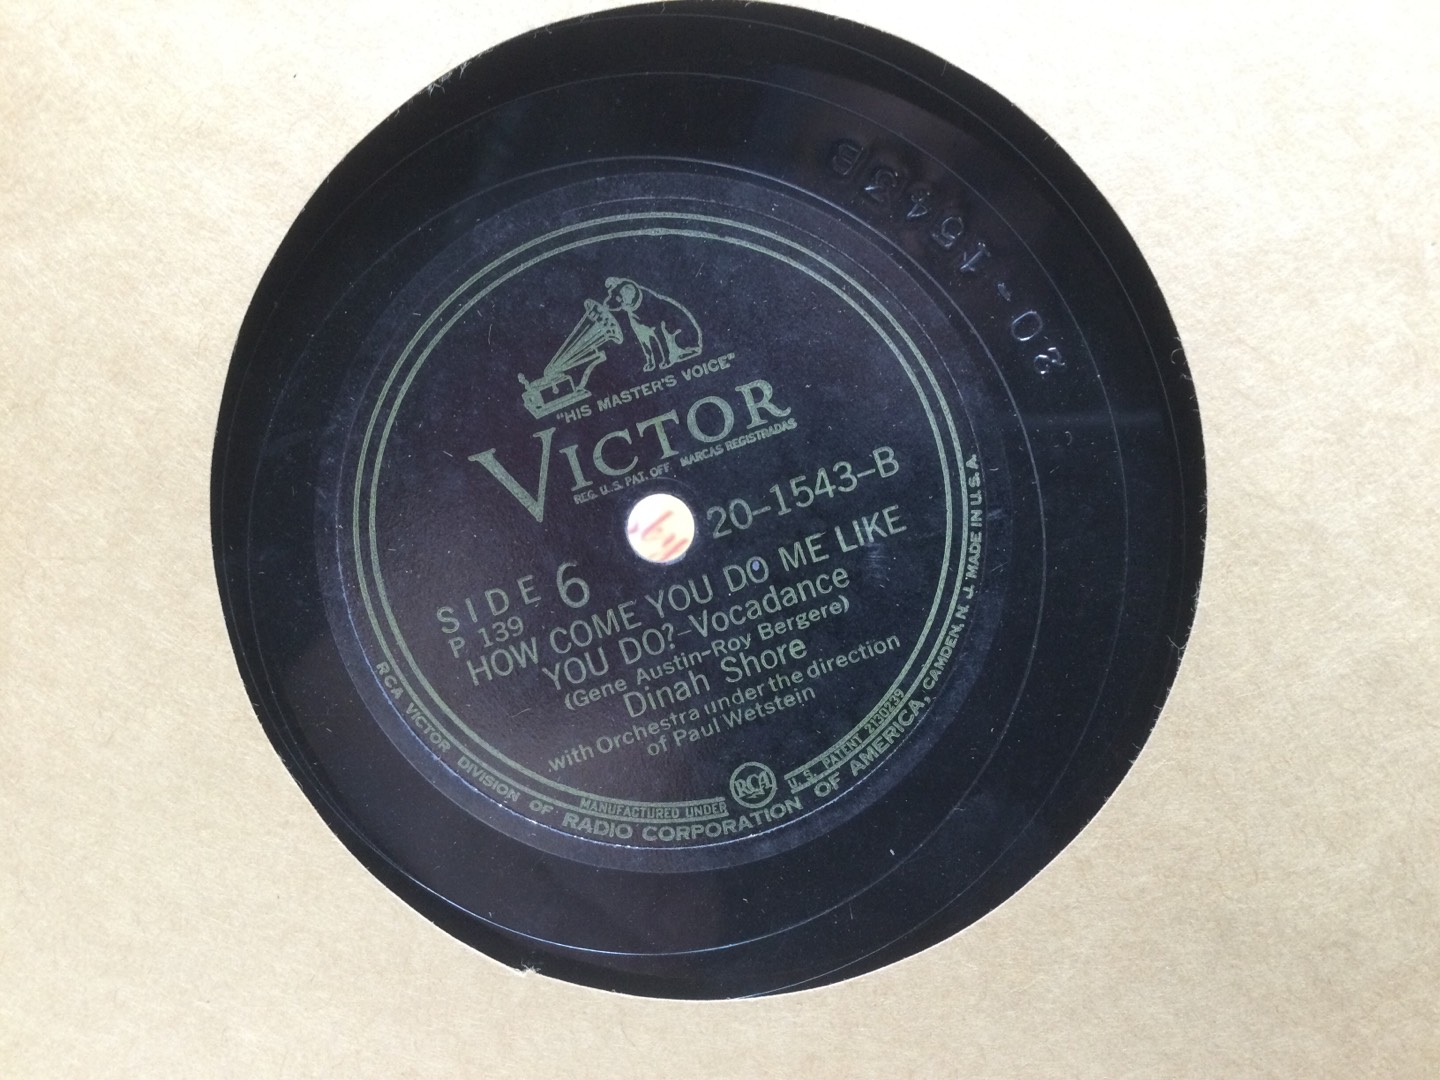 20-1543B
"HIS MASTER'S VOICE"
VICTOR
REG. U.S. PAT. OFF. MARCAS REGISTRADAS
20-1543-B
SIDE 6
P 139
HOW COME YOU DO ME LIKE
YOU DO?-Vocadance
(Gene Austin-Roy Bergere)
Dinah Shore
with Orchestra under the direction
of Paul Wetstein
MANUFACTURED UNDER RCA U.S. PATENT 2130239
RCA VICTOR DIVISION OF RADIO CORPORATION OF AMERICA, CAMDEN, N. J. MADE IN U.S.A.